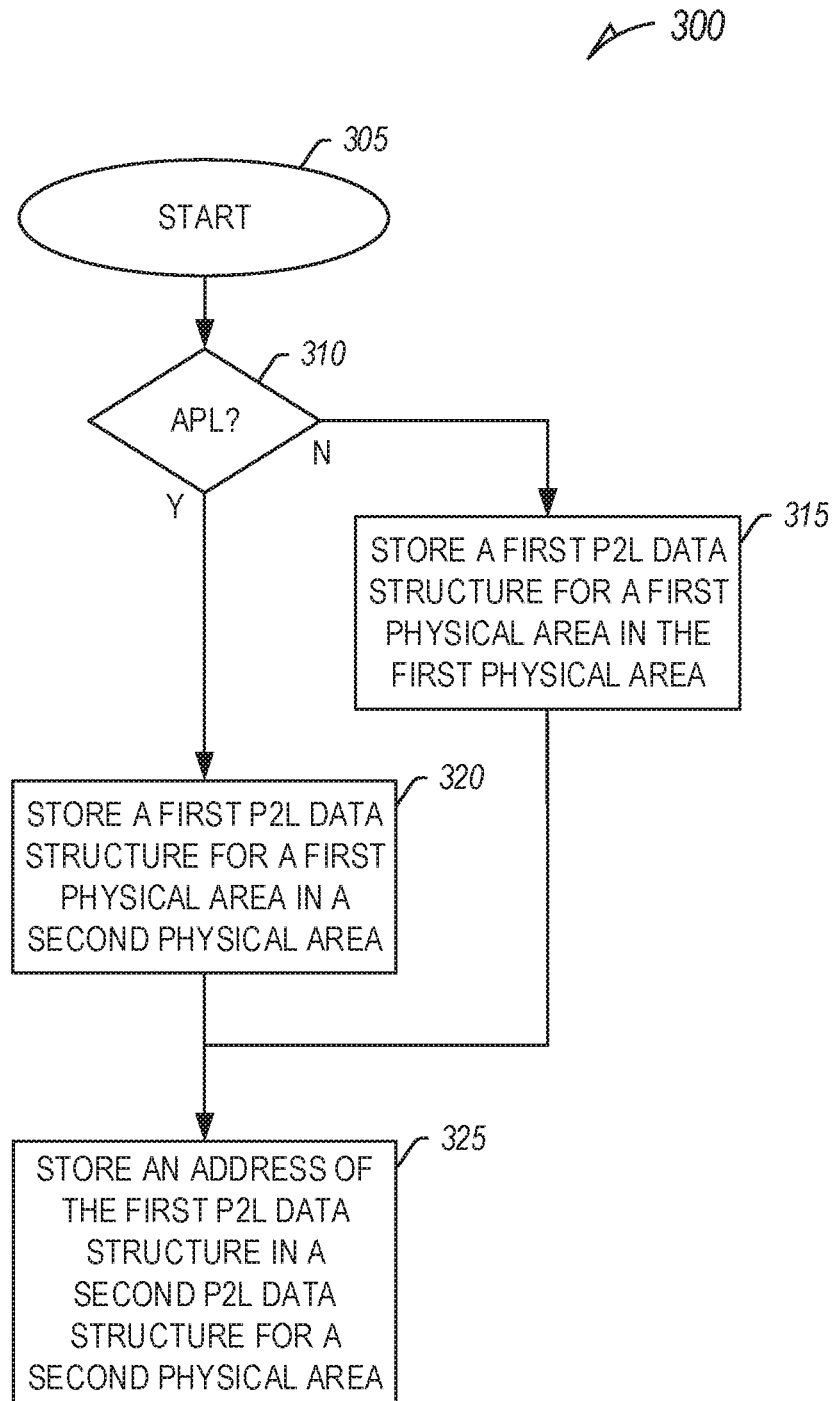 300
305
START
310
APL?
N
Y
315
STORE A FIRST P2L DATA
STRUCTURE FOR A FIRST
PHYSICAL AREA IN THE
FIRST PHYSICAL AREA
320
STORE A FIRST P2L DATA
STRUCTURE FOR A FIRST
PHYSICAL AREA IN A
SECOND PHYSICAL AREA
325
STORE AN ADDRESS OF
THE FIRST P2L DATA
STRUCTURE IN A
SECOND P2L DATA
STRUCTURE FOR A
SECOND PHYSICAL AREA